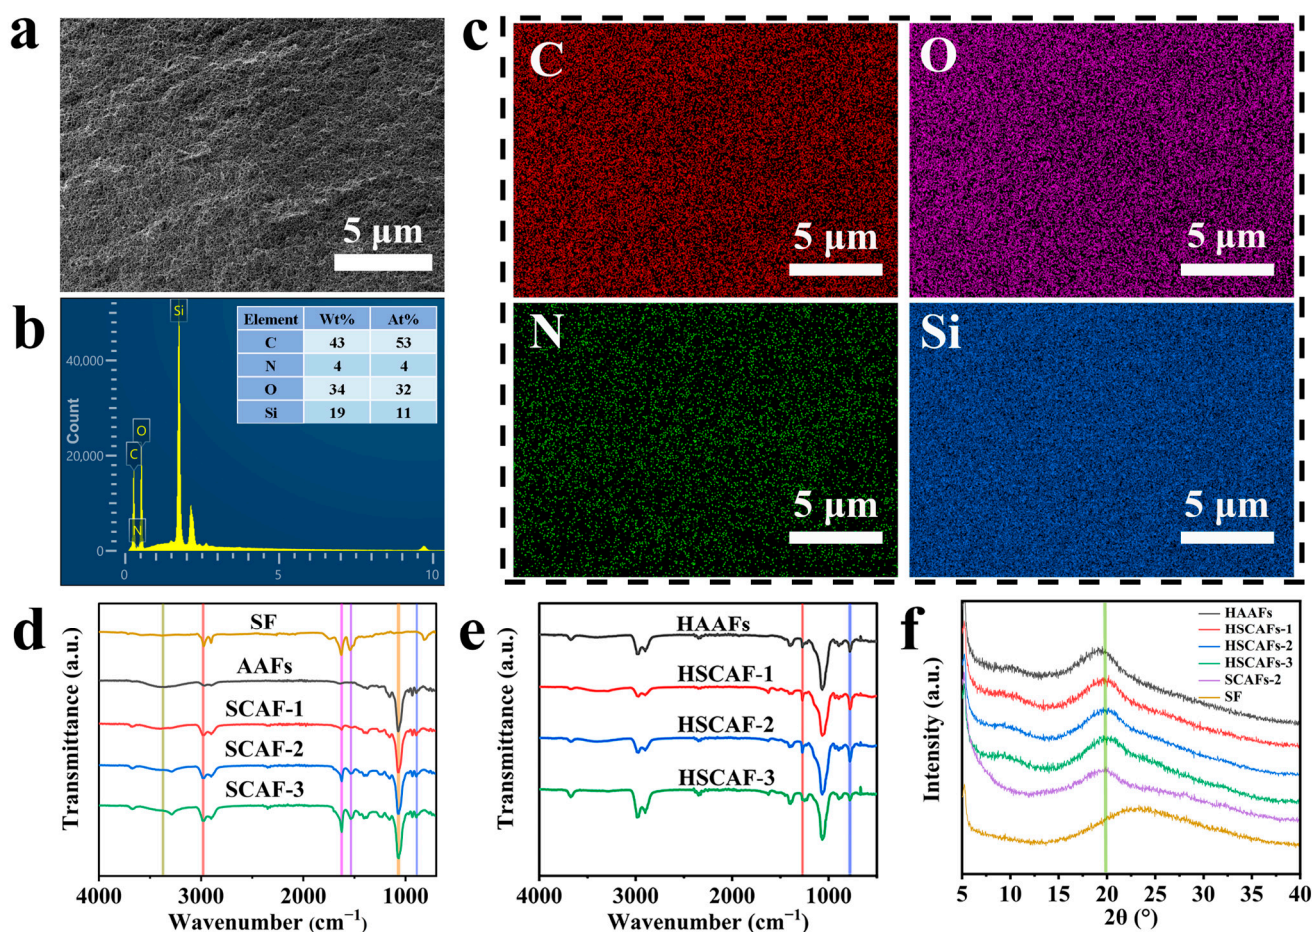 a
5 µm
b
Count
40,000
20,000
0
Si
O
C
N
0 5 10
Element Wt% At%
C 43 53
N 4 4
O 34 32
Si 19 11
c
C
5 µm
O
5 µm
N
5 µm
Si
5 µm
d
SF
AAFs
SCAF-1
SCAF-2
SCAF-3
Transmittance (a.u.)
4000 3000 2000 1000
Wavenumber (cm⁻¹)
e
HAAFs
HSCAF-1
HSCAF-2
HSCAF-3
Transmittance (a.u.)
4000 3000 2000 1000
Wavenumber (cm⁻¹)
f
HAAFs
HSCAFs-1
HSCAFs-2
HSCAFs-3
SCAFs-2
SF
Intensity (a.u.)
5 10 15 20 25 30 35 40
2θ (°)